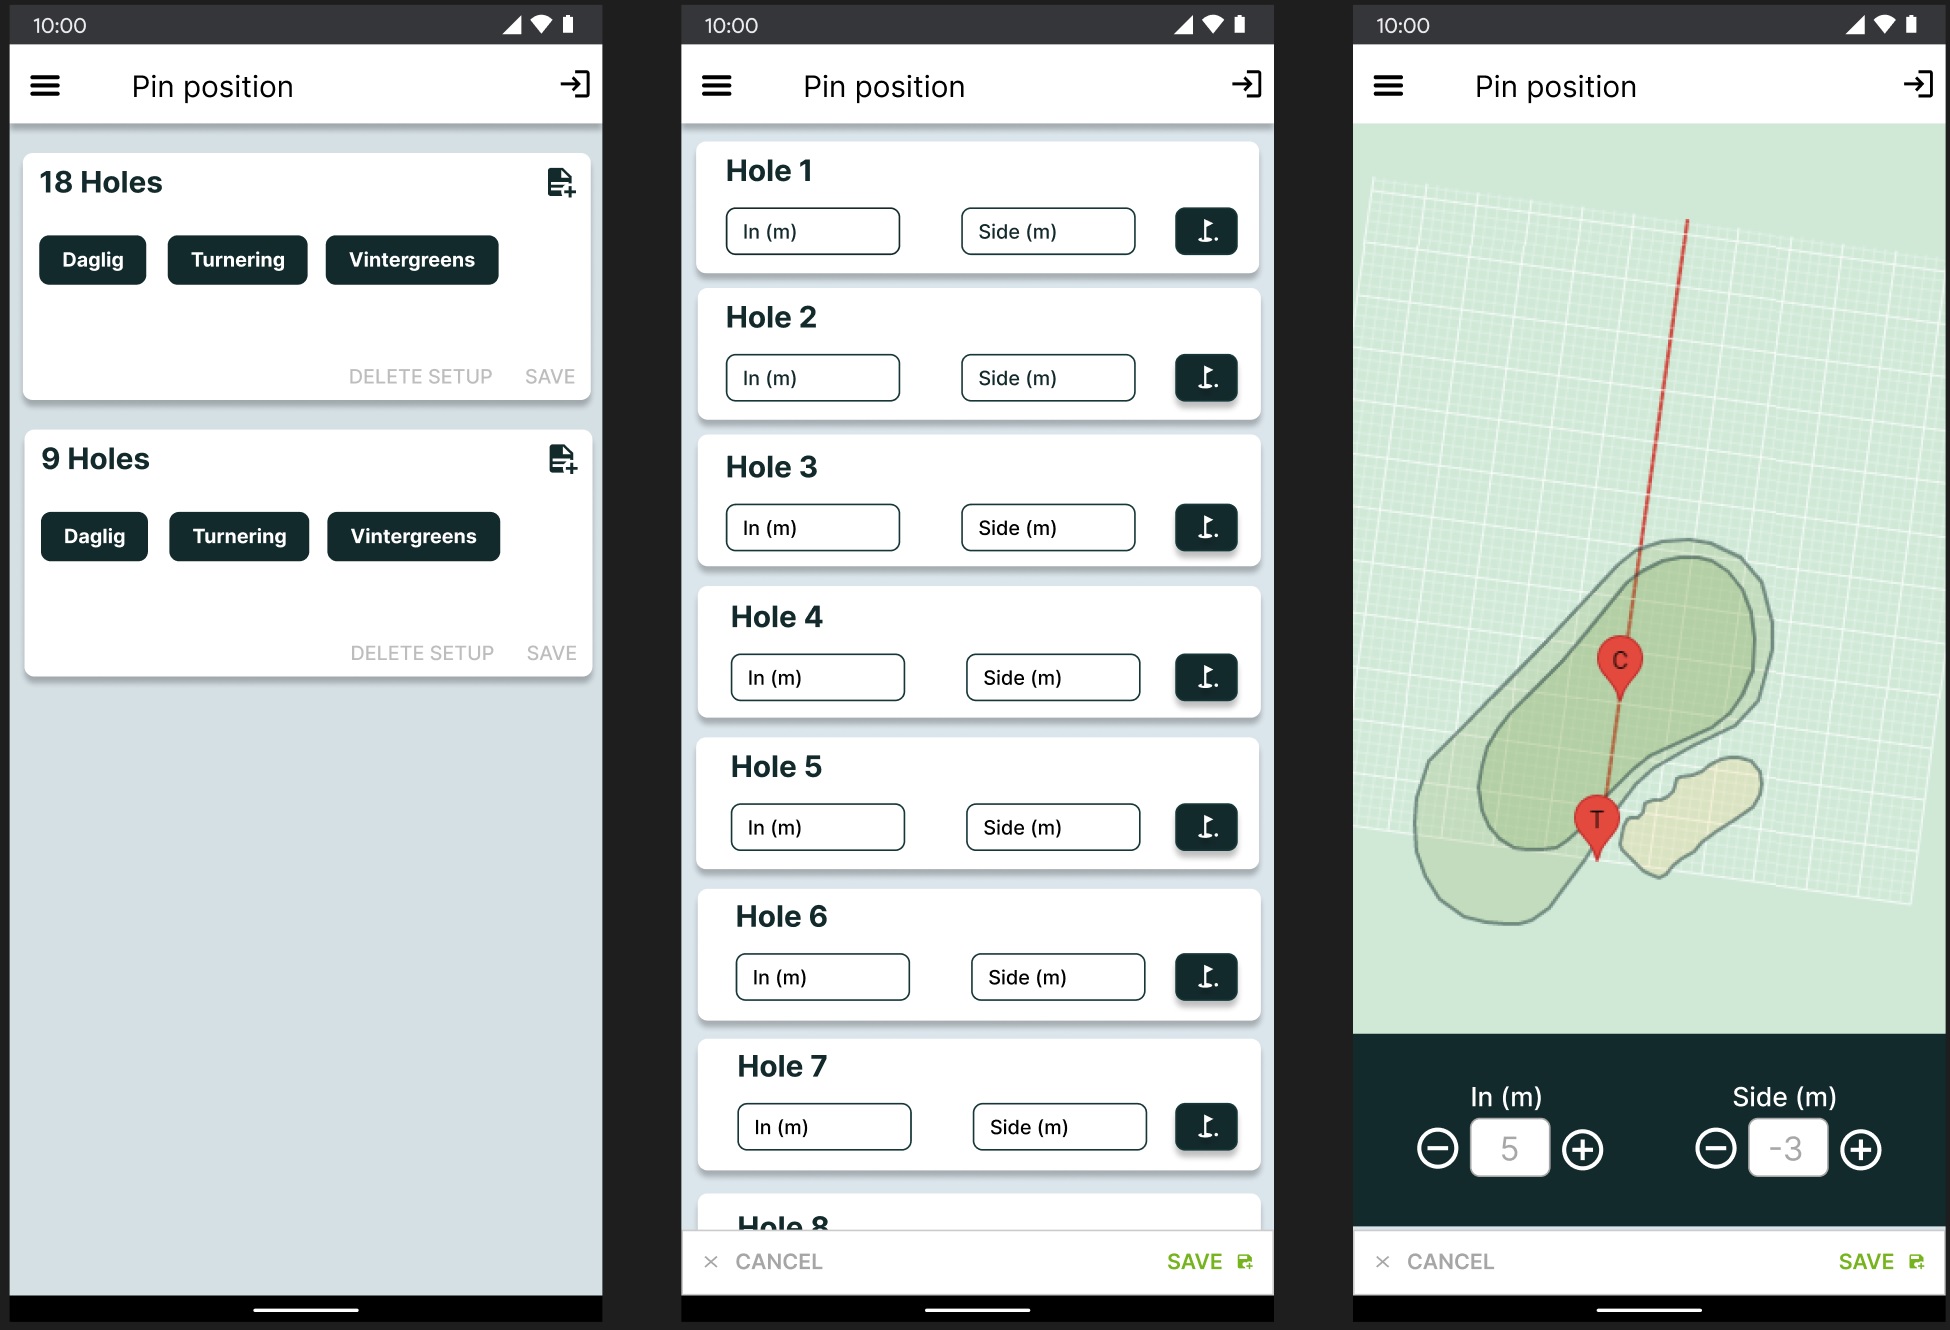 10:00
Pin position
18 Holes
Daglig
Turnering
Vintergreens
DELETE SETUP
SAVE
9 Holes
Daglig
Turnering
Vintergreens
DELETE SETUP
SAVE
10:00
Pin position
Hole 1
In (m)
Side (m)
Hole 2
In (m)
Side (m)
Hole 3
In (m)
Side (m)
Hole 4
In (m)
Side (m)
Hole 5
In (m)
Side (m)
Hole 6
In (m)
Side (m)
Hole 7
In (m)
Side (m)
Hole 8
CANCEL
SAVE
10:00
Pin position
C
T
In (m)
Side (m)
5
-3
CANCEL
SAVE